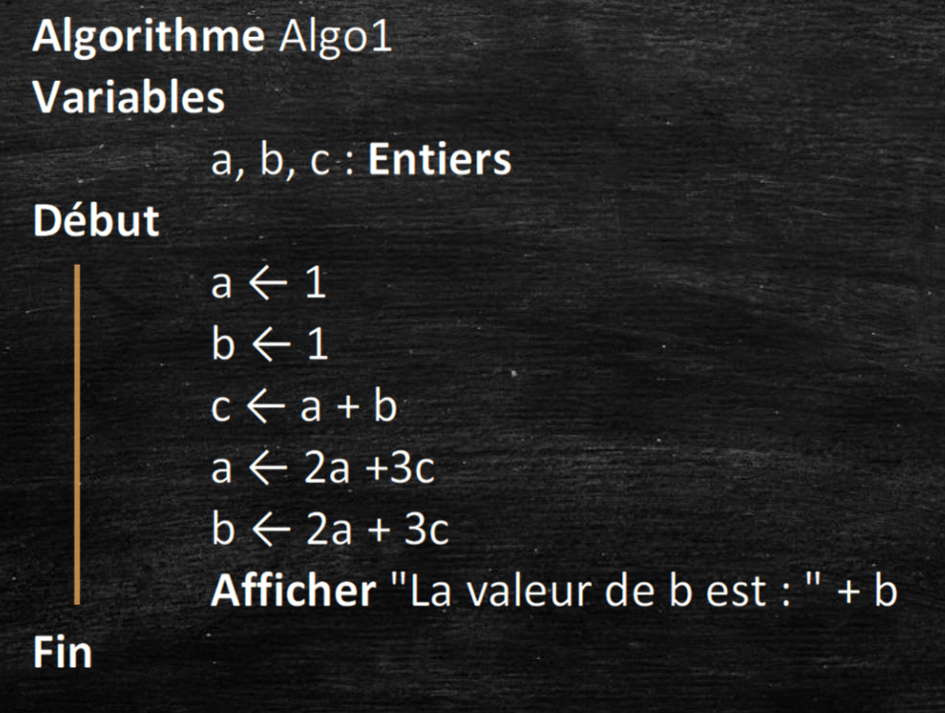 Algorithme Algo1
Variables
a, b, c : Entiers
Début
a ← 1
b ← 1
c ← a + b
a ← 2a +3c
b ← 2a + 3c
Afficher "La valeur de b est : " + b
Fin